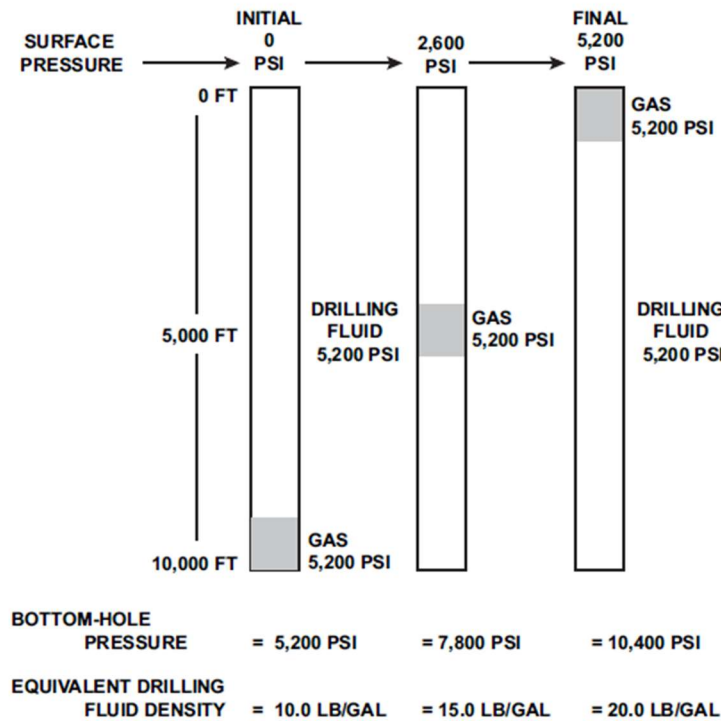 SURFACE
PRESSURE
INITIAL
0
PSI
2,600
PSI
FINAL
5,200
PSI
0 FT
5,000 FT
10,000 FT
GAS
5,200 PSI
DRILLING
FLUID
5,200 PSI
GAS
5,200 PSI
GAS
5,200 PSI
DRILLING
FLUID
5,200 PSI
BOTTOM-HOLE
PRESSURE = 5,200 PSI = 7,800 PSI = 10,400 PSI
EQUIVALENT DRILLING
FLUID DENSITY = 10.0 LB/GAL = 15.0 LB/GAL = 20.0 LB/GAL